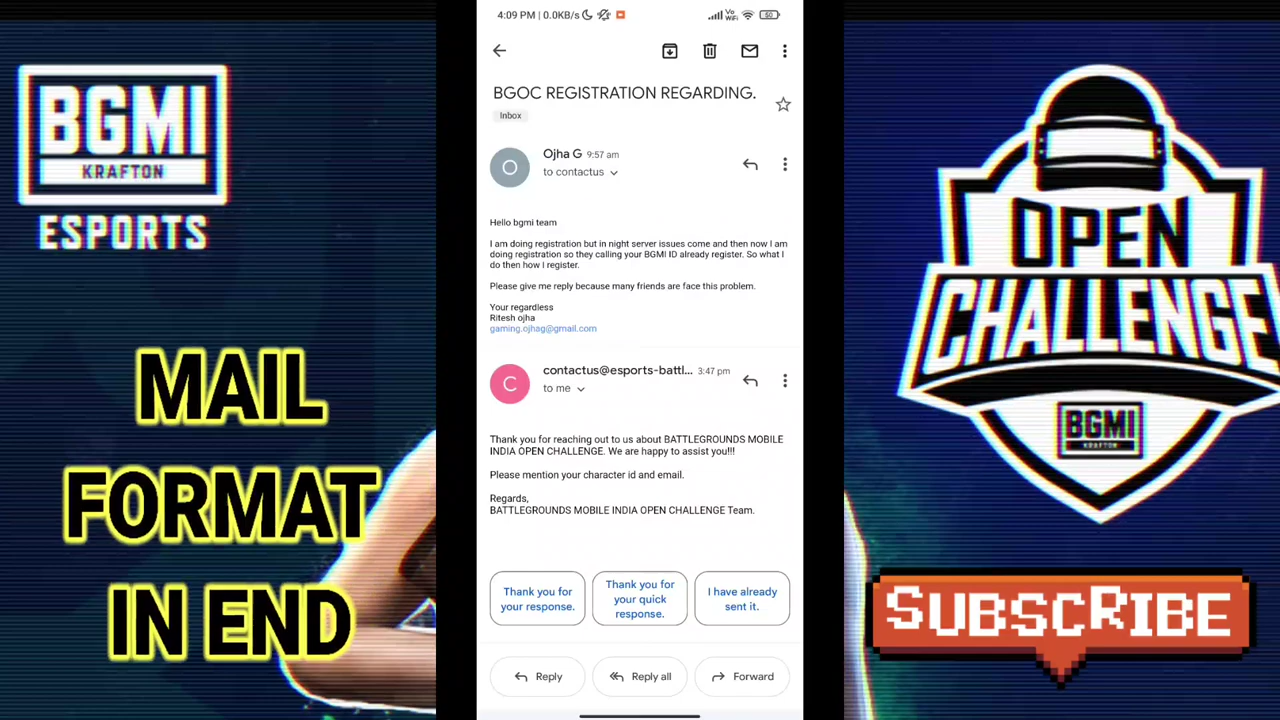 BGMI
KRAFTON
ESPORTS
MAIL
FORMAT
IN END
4:09 PM | 0.0KB/s
Vo
WiFi
50
BGOC REGISTRATION REGARDING.
Inbox
O
Ojha G 9:57 am
to contactus
Hello bgmi team
I am doing registration but in night server issues come and then now I am
doing registration so they calling your BGMI ID already register. So what I
do then how I register.
Please give me reply because many friends are face this problem.
Your regardless
Ritesh ojha
gaming.ojhag@gmail.com
C
contactus@esports-battl... 3:47 pm
to me
Thank you for reaching out to us about BATTLEGROUNDS MOBILE
INDIA OPEN CHALLENGE. We are happy to assist you!!!
Please mention your character id and email.
Regards,
BATTLEGROUNDS MOBILE INDIA OPEN CHALLENGE Team.
Thank you for
your response.
Thank you for
your quick
response.
I have already
sent it.
Reply
Reply all
Forward
OPEN
CHALLENGE
BGMI
KRAFTON
SUBSCRIBE